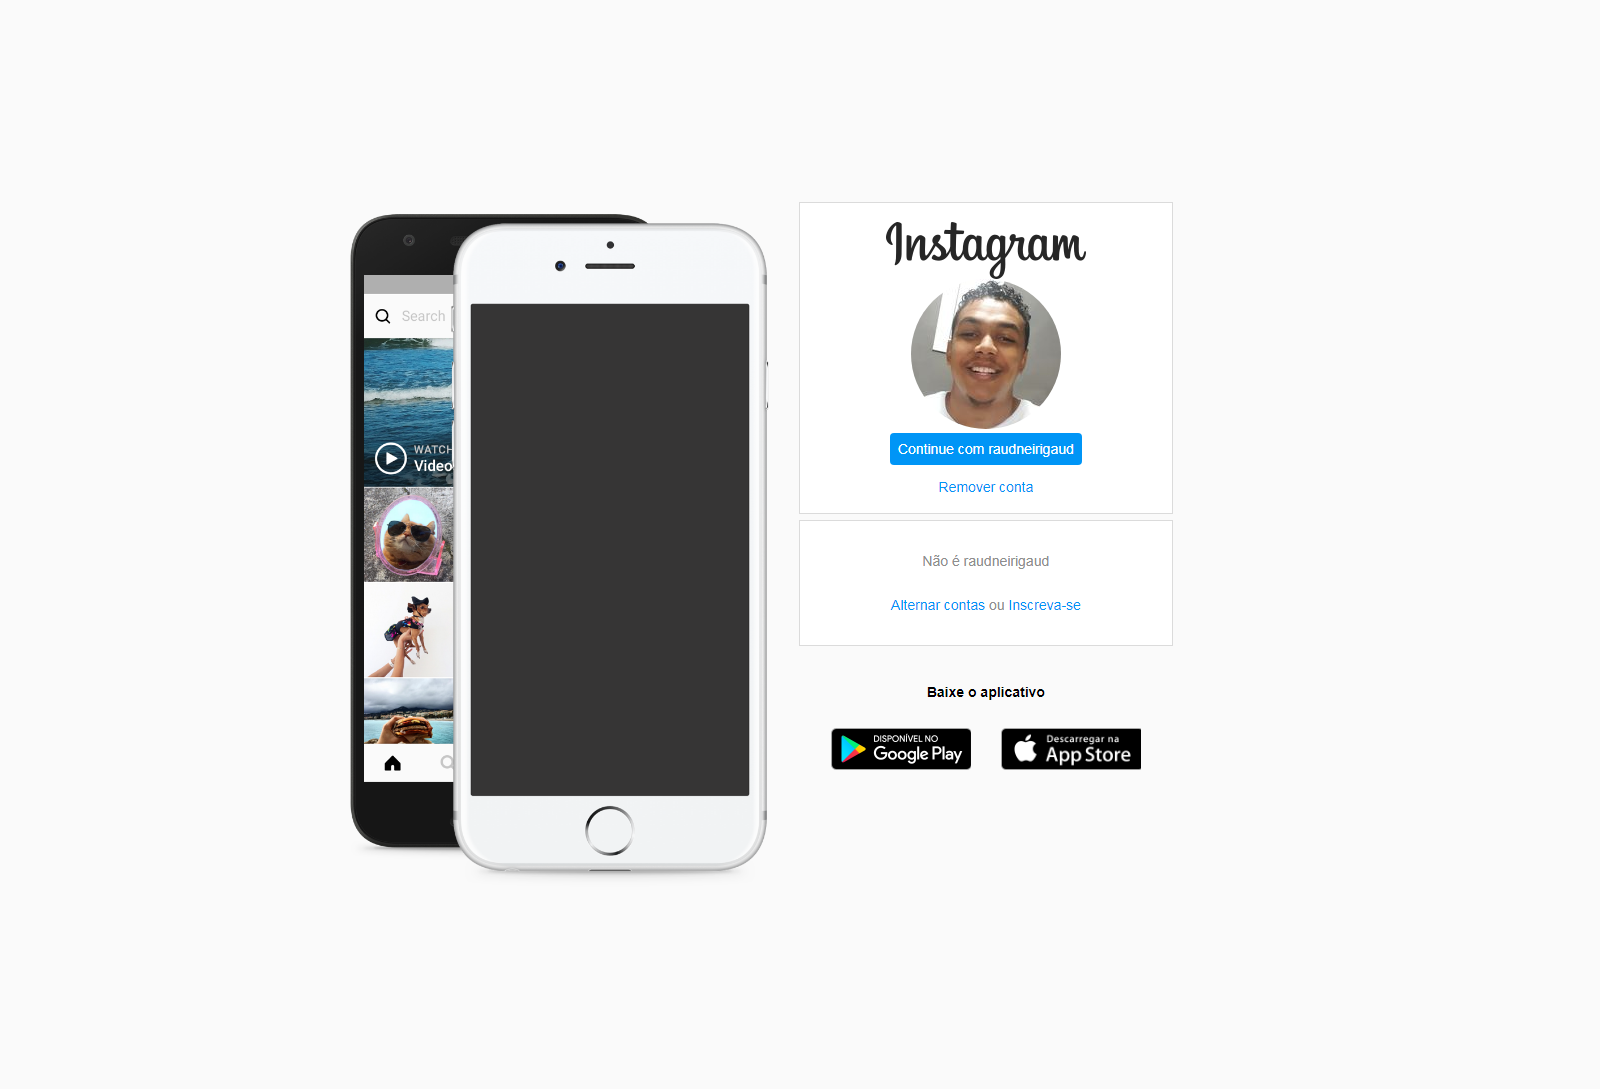 Search
WATCH
Video
Instagram
Continue com raudneirigaud
Remover conta
Não é raudneirigaud
Alternar contas ou Inscreva-se
Baixe o aplicativo
DISPONÍVEL NO
Google Play
Descarregar na
App Store